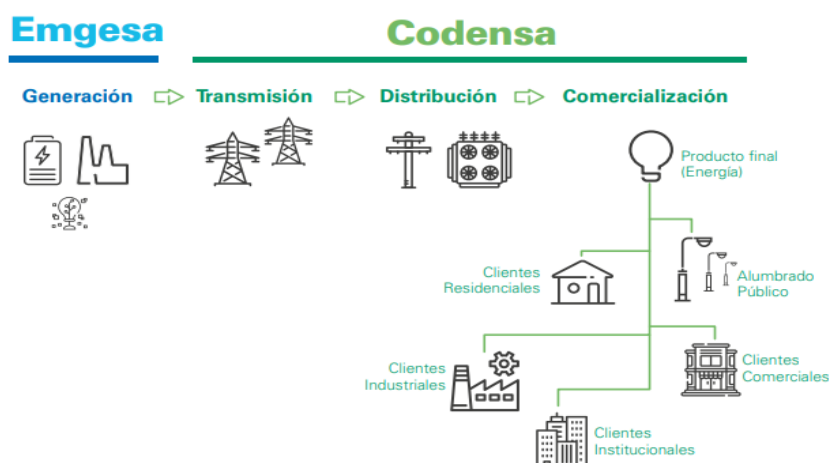 Emgesa
Codensa
Generación
Transmisión
Distribución
Comercialización
Producto final
(Energía)
Clientes
Residenciales
Alumbrado
Público
Clientes
Industriales
Clientes
Comerciales
Clientes
Institucionales